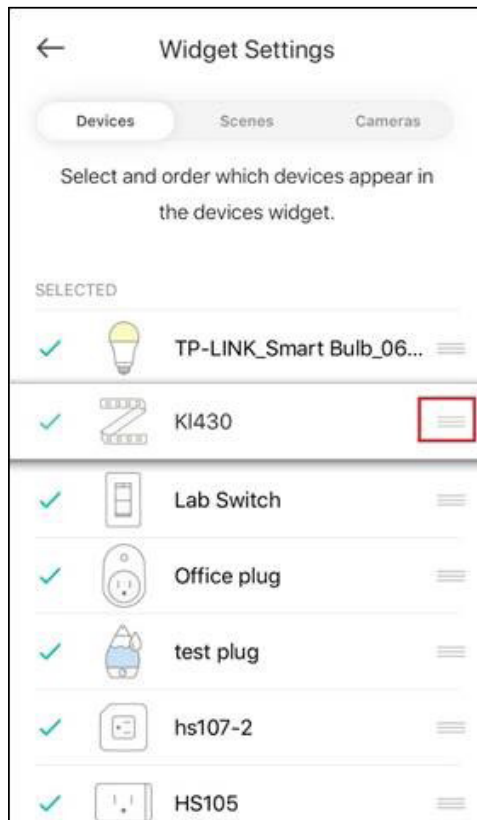 Widget Settings
Devices Scenes Cameras
Select and order which devices appear in
the devices widget.
SELECTED
TP-LINK_Smart Bulb_06...
Kl430
Lab Switch
Office plug
test plug
hs107-2
HS105